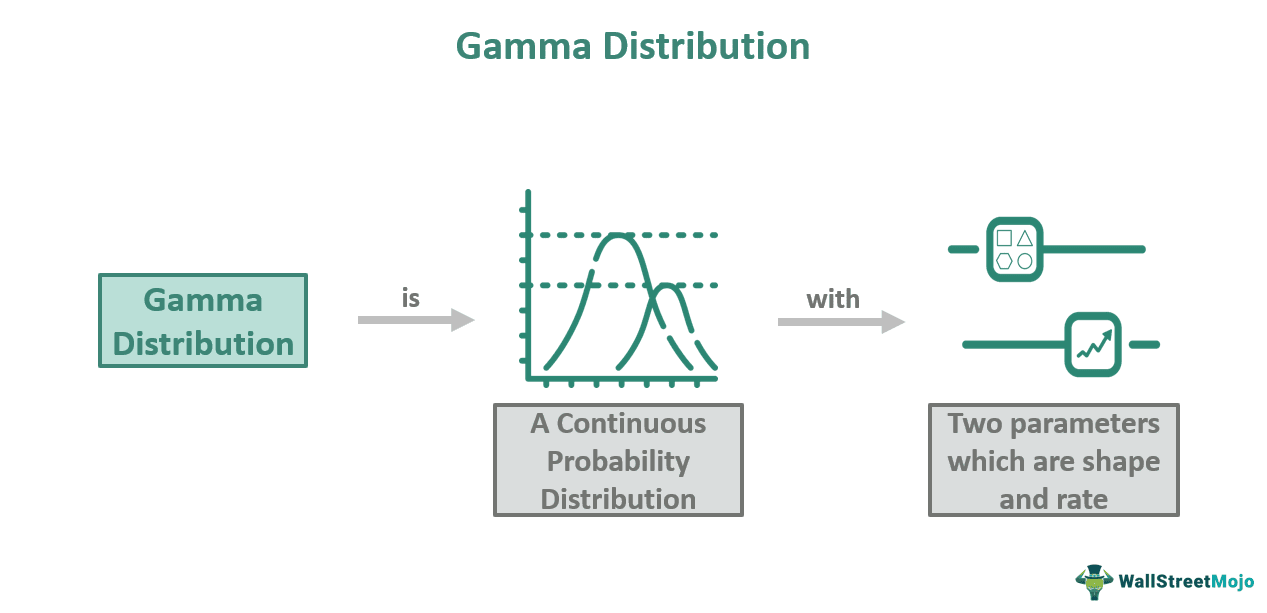 Gamma Distribution
Gamma
Distribution
is
with
A Continuous
Probability
Distribution
Two parameters
which are shape
and rate
WallStreetMojo